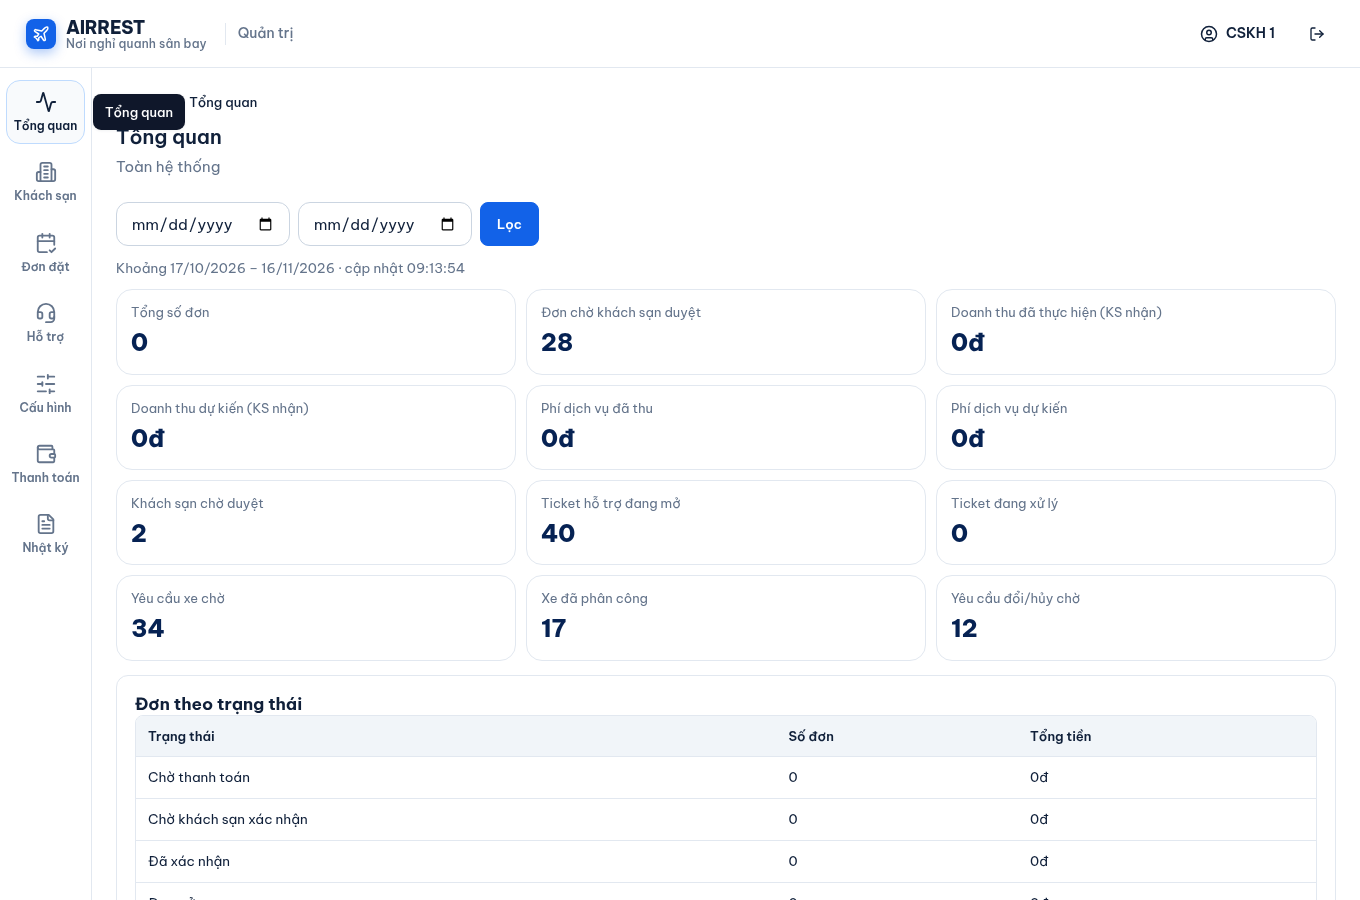 AIRREST
Nơi nghỉ quanh sân bay
Quản trị
CSKH 1
Tổng quan
Khách sạn
Đơn đặt
Hỗ trợ
Cấu hình
Thanh toán
Nhật ký
Tổng quan
Tổng quan
Tổng quan
Toàn hệ thống
mm/dd/yyyy
mm/dd/yyyy
Lọc
Khoảng 17/10/2026 – 16/11/2026 · cập nhật 09:13:54
Tổng số đơn
0
Đơn chờ khách sạn duyệt
28
Doanh thu đã thực hiện (KS nhận)
0đ
Doanh thu dự kiến (KS nhận)
0đ
Phí dịch vụ đã thu
0đ
Phí dịch vụ dự kiến
0đ
Khách sạn chờ duyệt
2
Ticket hỗ trợ đang mở
40
Ticket đang xử lý
0
Yêu cầu xe chờ
34
Xe đã phân công
17
Yêu cầu đổi/hủy chờ
12
Đơn theo trạng thái
Trạng thái Số đơn Tổng tiền
Chờ thanh toán 0 0đ
Chờ khách sạn xác nhận 0 0đ
Đã xác nhận 0 0đ